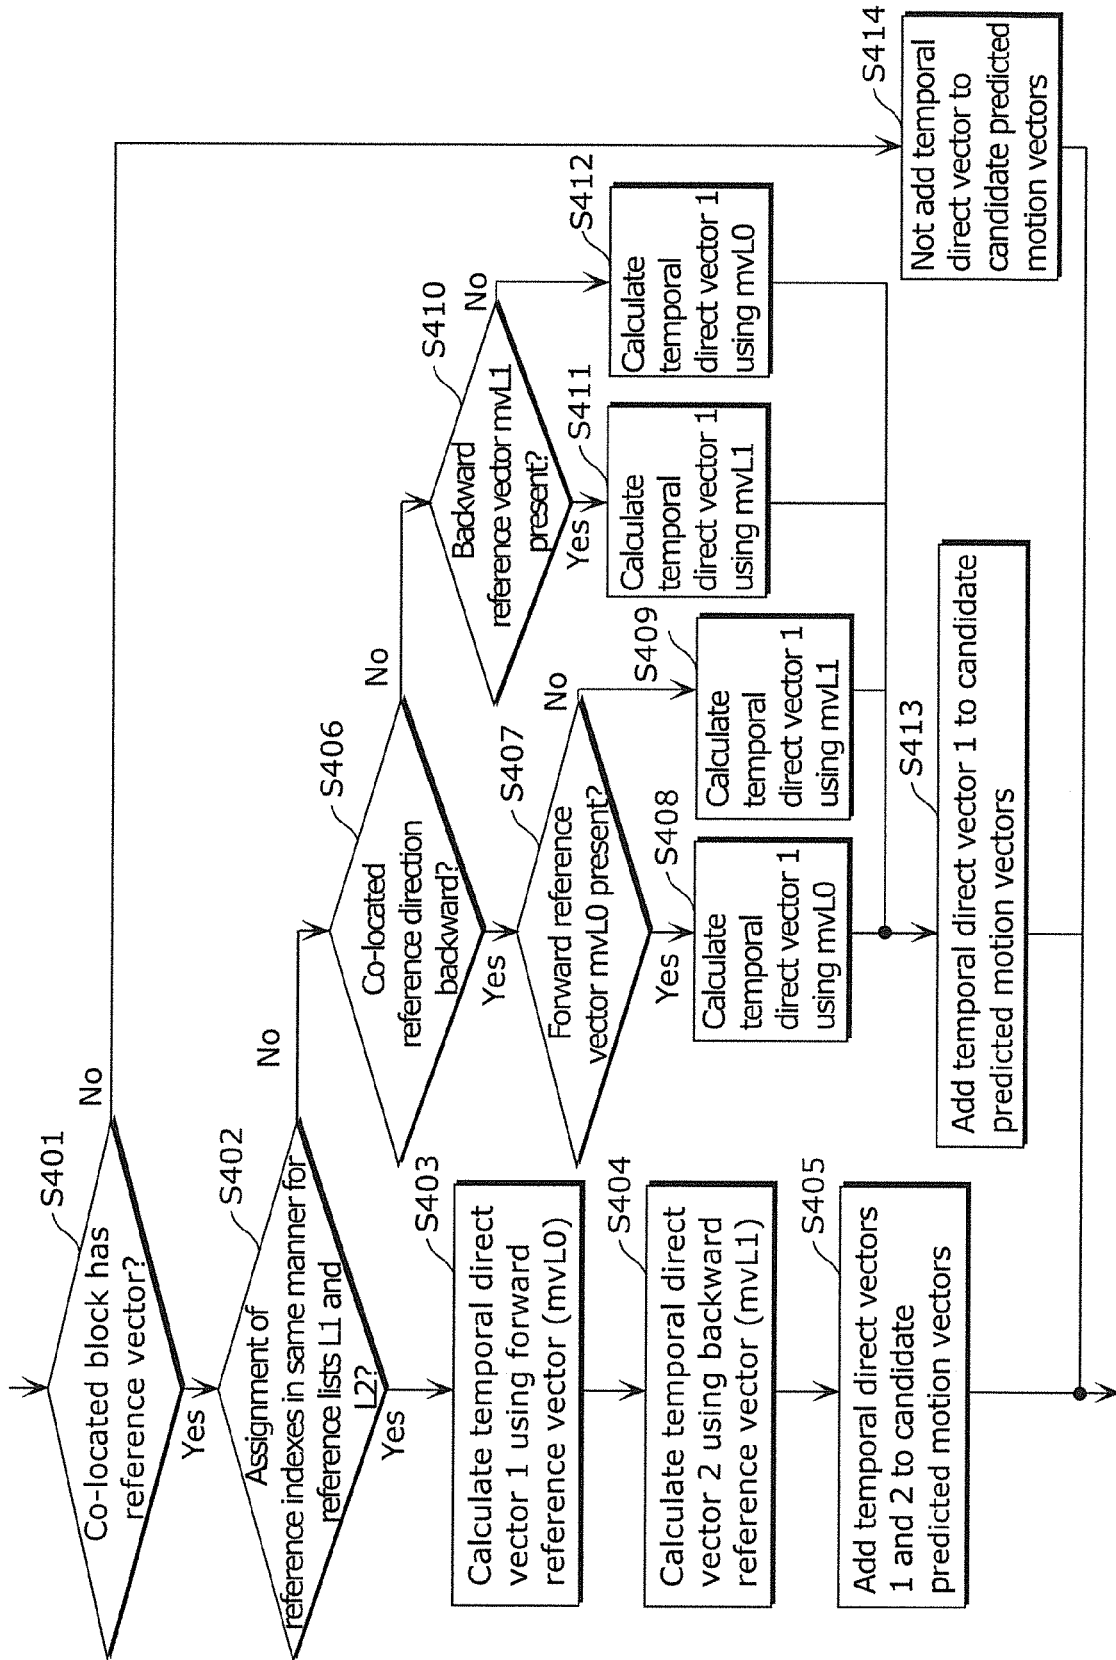 S401
Co-located block has
reference vector?
No
Yes
S402
Assignment of
reference indexes in same manner for
reference lists L1 and
L2?
No
Yes
S403
Calculate temporal direct
vector 1 using forward
reference vector (mvL0)
S404
Calculate temporal direct
vector 2 using backward
reference vector (mvL1)
S405
Add temporal direct vectors
1 and 2 to candidate
predicted motion vectors
S406
Co-located
reference direction
backward?
No
Yes
S407
Forward reference
vector mvL0 present?
No
Yes
S408
Calculate
temporal
direct vector 1
using mvL0
S409
Calculate
temporal
direct vector 1
using mvL1
S410
Backward
reference vector mvL1
present?
No
Yes
S411
Calculate
temporal
direct vector 1
using mvL1
S412
Calculate
temporal
direct vector 1
using mvL0
S413
Add temporal direct vector 1 to candidate
predicted motion vectors
S414
Not add temporal
direct vector to
candidate predicted
motion vectors